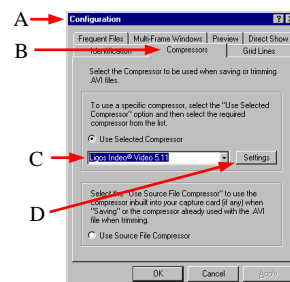 A
Configuration
Frequent Files Multi-Frame Windows Preview Direct Show
B
Identification Compressors Grid Lines
Select the Compressor to be used when saving or trimming
.AVI files.
To use a specific compressor, select the "Use Selected
Compressor" option and then select the required
compressor from the list.
Use Selected Compressor
C
Ligos Indeo® Video 5.11 Settings
Select the "Use Source File Compressor" to use the
compressor inbuilt into your capture card (if any) when
"Saving" or the compressor already used with the .AVI
file when trimming.
D
Use Source File Compressor
OK Cancel Apply